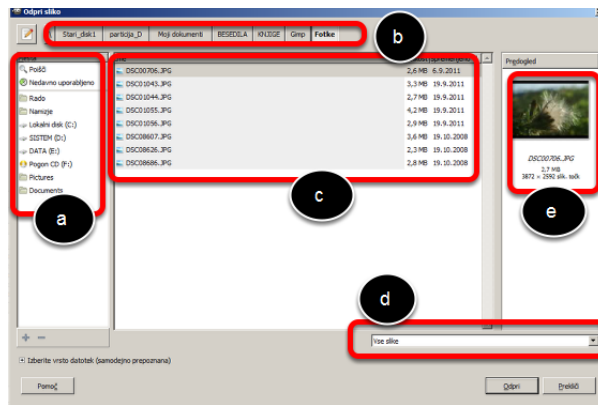 Odpri sliko
Stari_disk1 particija_D Moji dokumenti BESEDILA KNJIGE Gimp Fotke
b
Poišči
Nedavno uporabljeno
Rado
Namizje
Lokalni disk (C:)
SISTEM (D:)
DATA (E:)
Pogon CD (F:)
Pictures
Documents
a
DSC00706.JPG 2,6 MB 6.9.2011
DSC01043.JPG 3,3 MB 19.9.2011
DSC01044.JPG 2,7 MB 19.9.2011
DSC01055.JPG 4,2 MB 19.9.2011
DSC01096.JPG 2,9 MB 19.9.2011
DSC08607.JPG 3,6 MB 19.10.2008
DSC08626.JPG 2,3 MB 19.10.2008
DSC08686.JPG 2,8 MB 19.10.2008
c
Predogled
DSC00706.JPG
2,7 MB
3872 × 2592 slik. točk
e
d
Vse slike
Izberite vrsto datotek (samodejno prepoznana)
Pomoč
Odpri
Prekliči